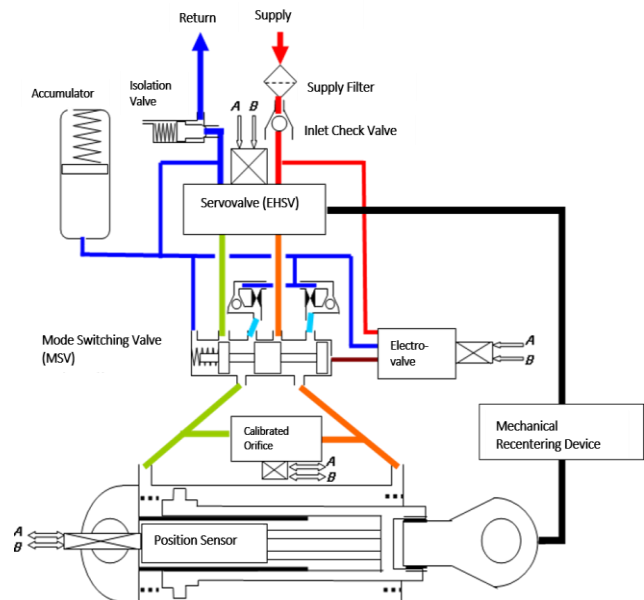 Return
Supply
Isolation
Valve
Accumulator
Supply Filter
A B
Inlet Check Valve
Servovalve (EHSV)
Mode Switching Valve
(MSV)
Electro-
valve
A
B
Calibrated
Orifice
A
B
Mechanical
Recentering Device
A
B
Position Sensor